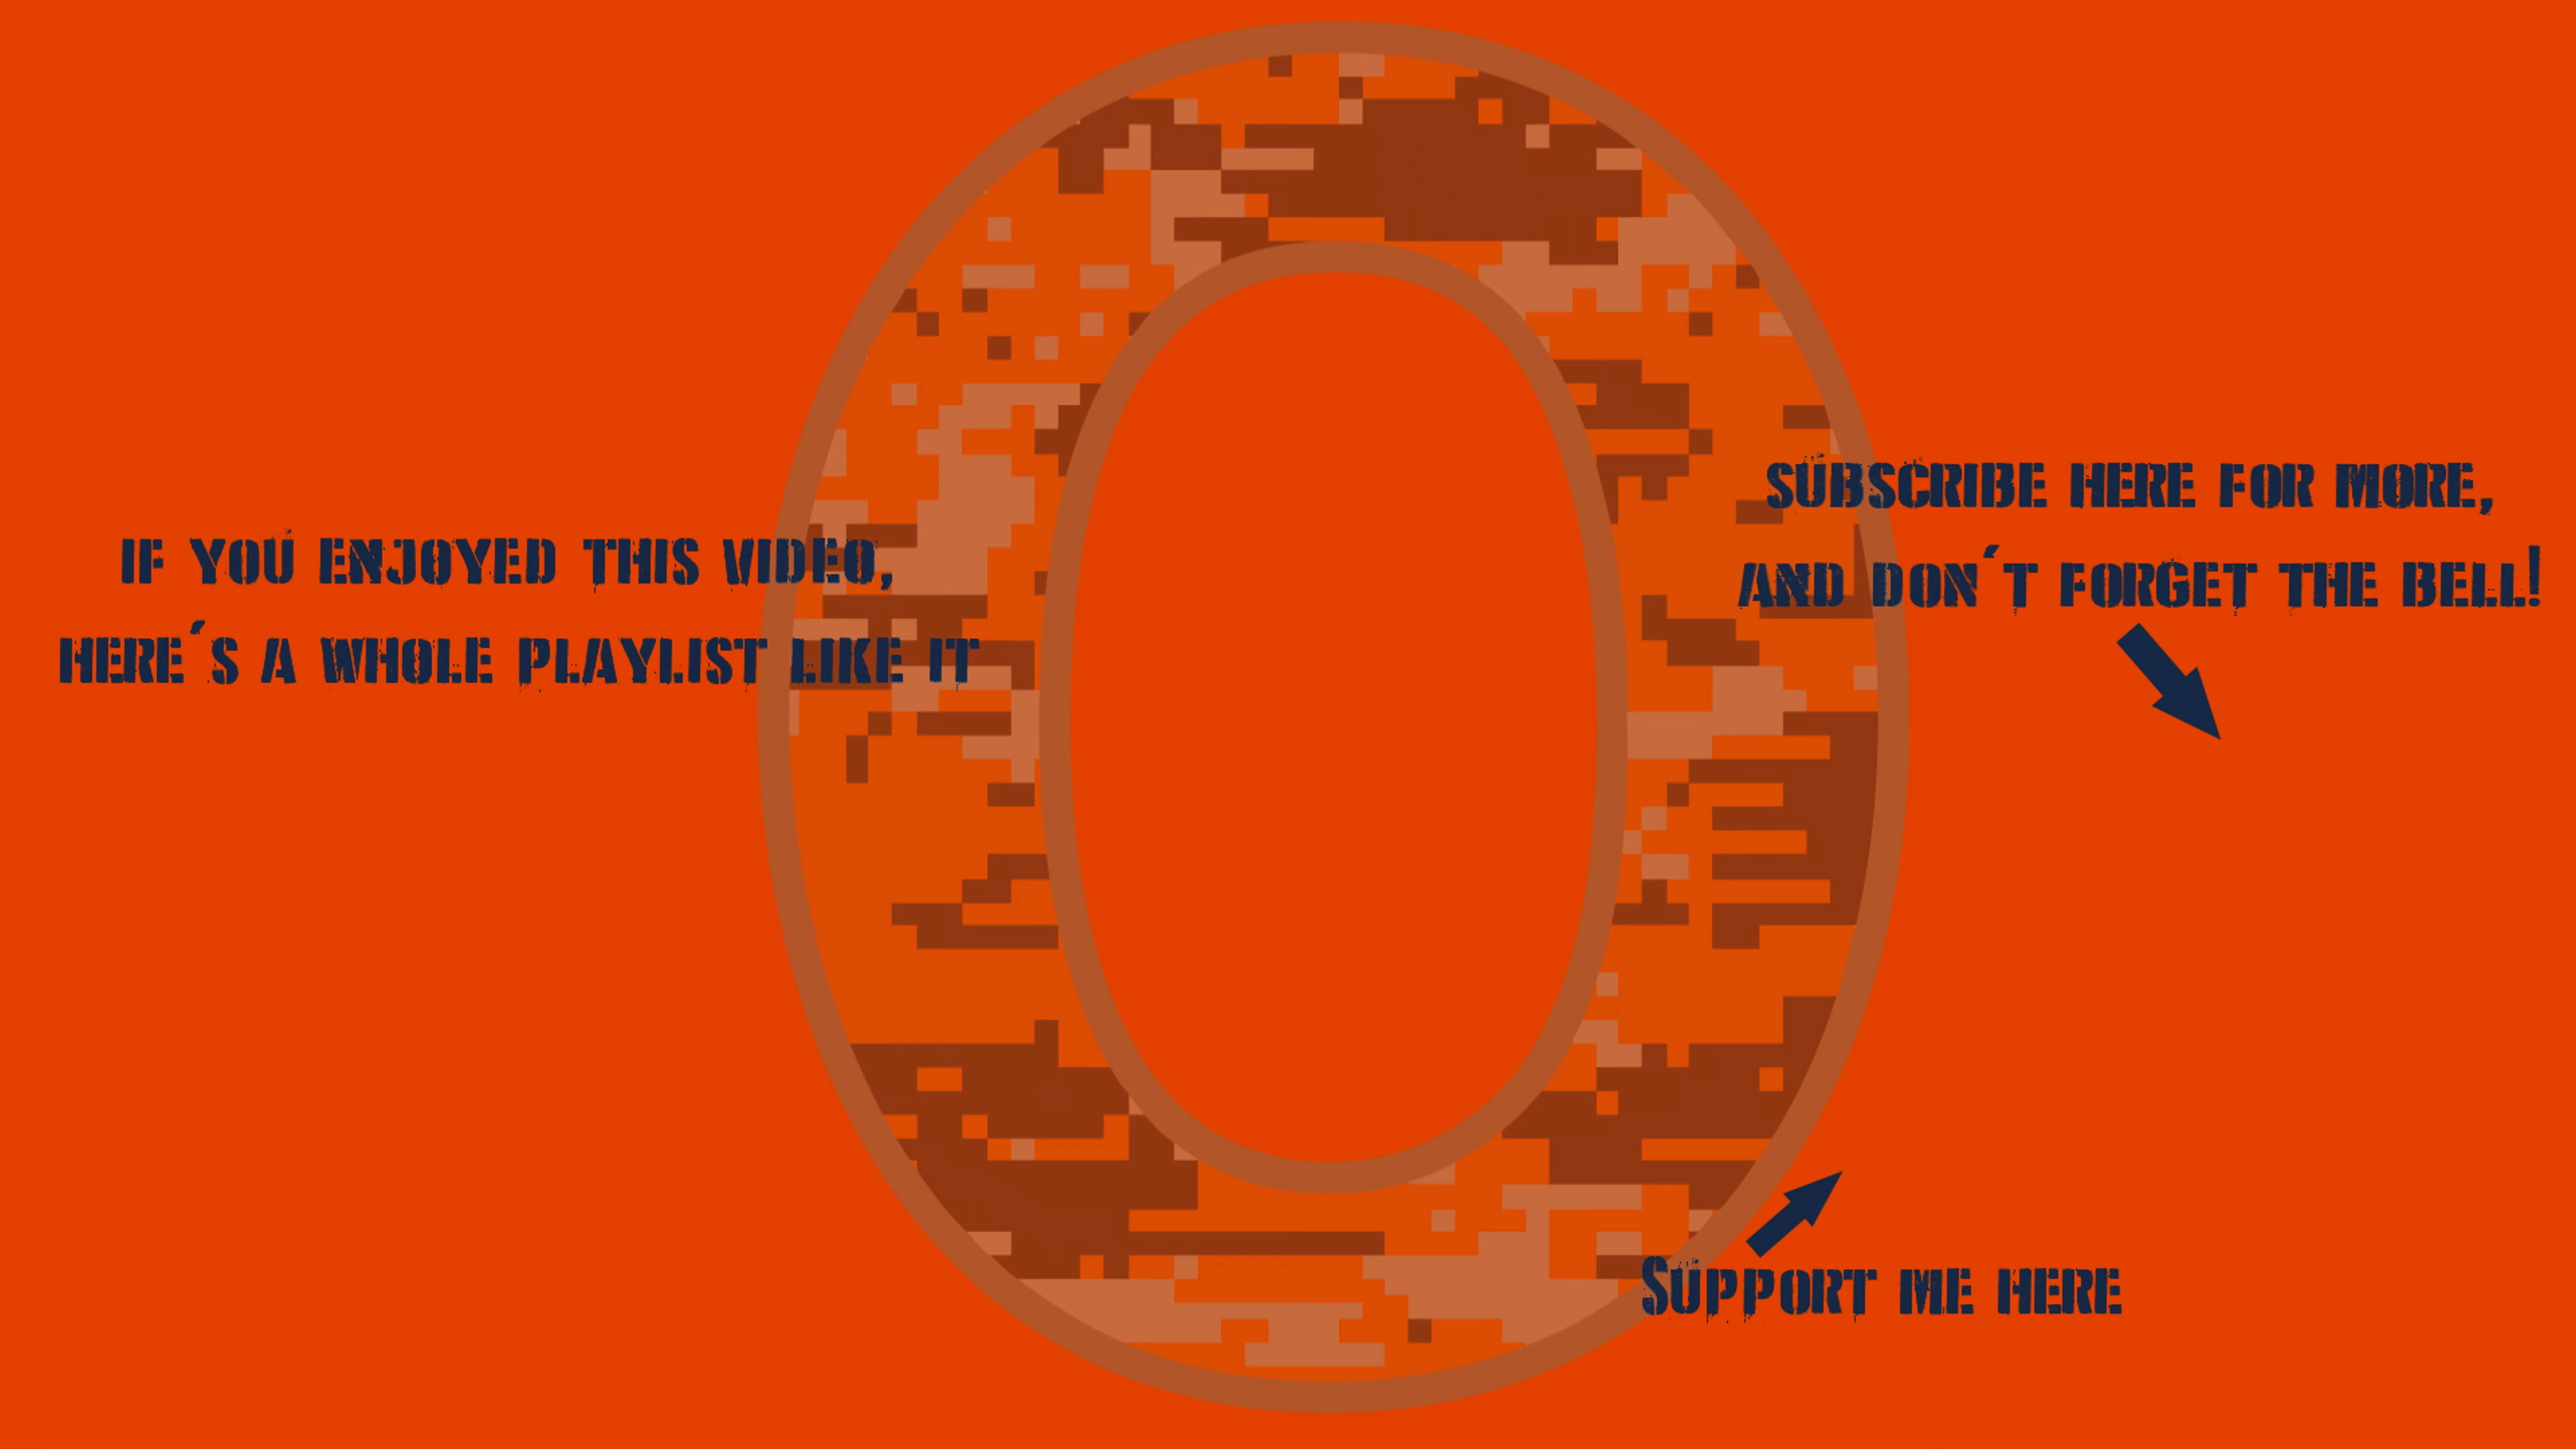 IF YOU ENJOYED THIS VIDEO,
HERE´S A WHOLE PLAYLIST LIKE IT
SUBSCRIBE HERE FOR MORE,
AND DON´T FORGET THE BELL!
SUPPORT ME HERE
O